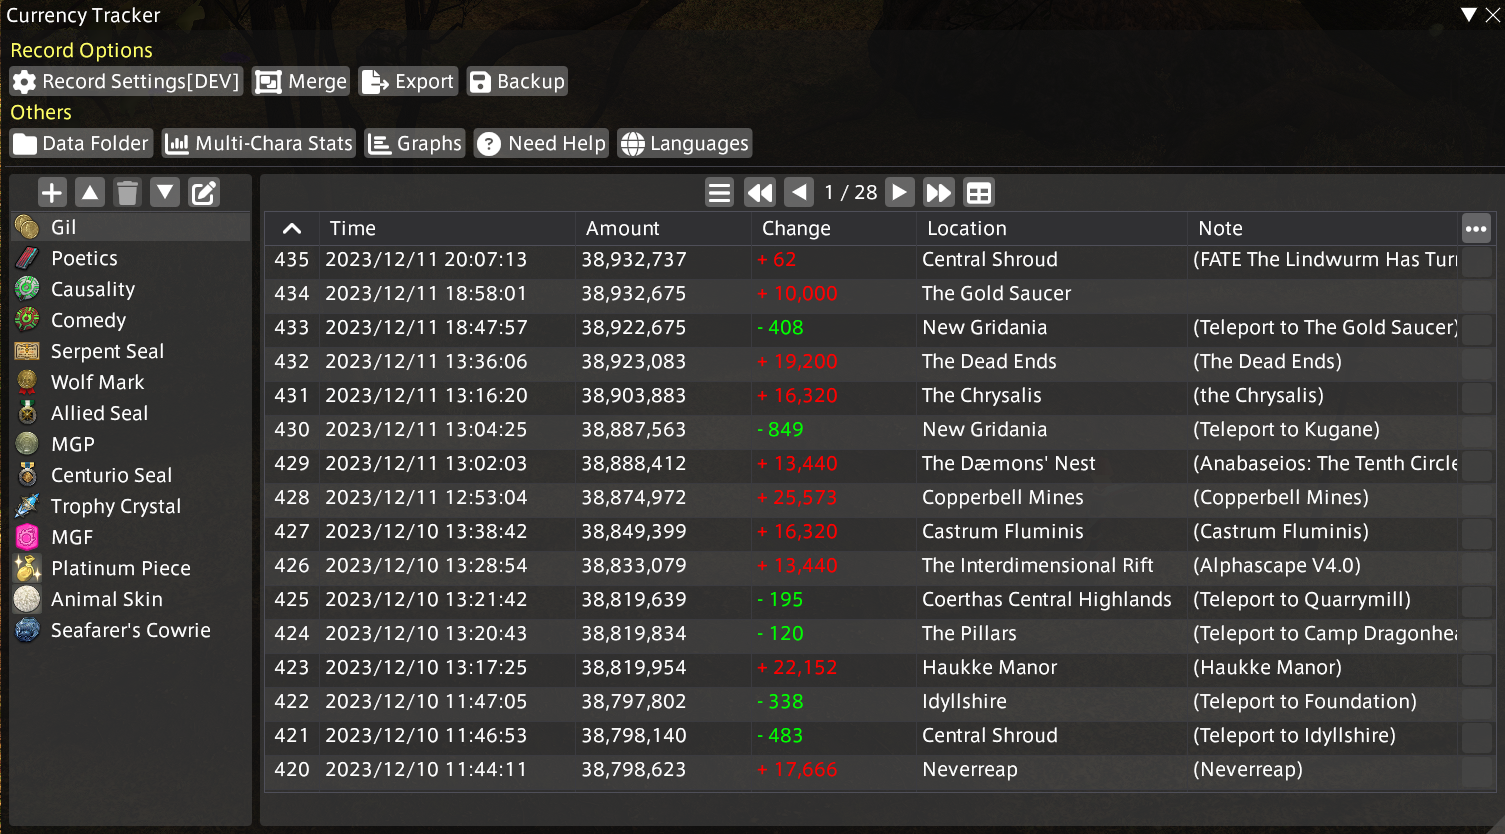 Currency Tracker
Record Options
Record Settings[DEV] Merge Export Backup
Others
Data Folder Multi-Chara Stats Graphs Need Help Languages
1 / 28
Gil
Poetics
Causality
Comedy
Serpent Seal
Wolf Mark
Allied Seal
MGP
Centurio Seal
Trophy Crystal
MGF
Platinum Piece
Animal Skin
Seafarer's Cowrie
Time Amount Change Location Note
435 2023/12/11 20:07:13 38,932,737 + 62 Central Shroud (FATE The Lindwurm Has Tur
434 2023/12/11 18:58:01 38,932,675 + 10,000 The Gold Saucer
433 2023/12/11 18:47:57 38,922,675 - 408 New Gridania (Teleport to The Gold Saucer)
432 2023/12/11 13:36:06 38,923,083 + 19,200 The Dead Ends (The Dead Ends)
431 2023/12/11 13:16:20 38,903,883 + 16,320 The Chrysalis (the Chrysalis)
430 2023/12/11 13:04:25 38,887,563 - 849 New Gridania (Teleport to Kugane)
429 2023/12/11 13:02:03 38,888,412 + 13,440 The Dæmons' Nest (Anabaseios: The Tenth Circle
428 2023/12/11 12:53:04 38,874,972 + 25,573 Copperbell Mines (Copperbell Mines)
427 2023/12/10 13:38:42 38,849,399 + 16,320 Castrum Fluminis (Castrum Fluminis)
426 2023/12/10 13:28:54 38,833,079 + 13,440 The Interdimensional Rift (Alphascape V4.0)
425 2023/12/10 13:21:42 38,819,639 - 195 Coerthas Central Highlands (Teleport to Quarrymill)
424 2023/12/10 13:20:43 38,819,834 - 120 The Pillars (Teleport to Camp Dragonhea
423 2023/12/10 13:17:25 38,819,954 + 22,152 Haukke Manor (Haukke Manor)
422 2023/12/10 11:47:05 38,797,802 - 338 Idyllshire (Teleport to Foundation)
421 2023/12/10 11:46:53 38,798,140 - 483 Central Shroud (Teleport to Idyllshire)
420 2023/12/10 11:44:11 38,798,623 + 17,666 Neverreap (Neverreap)